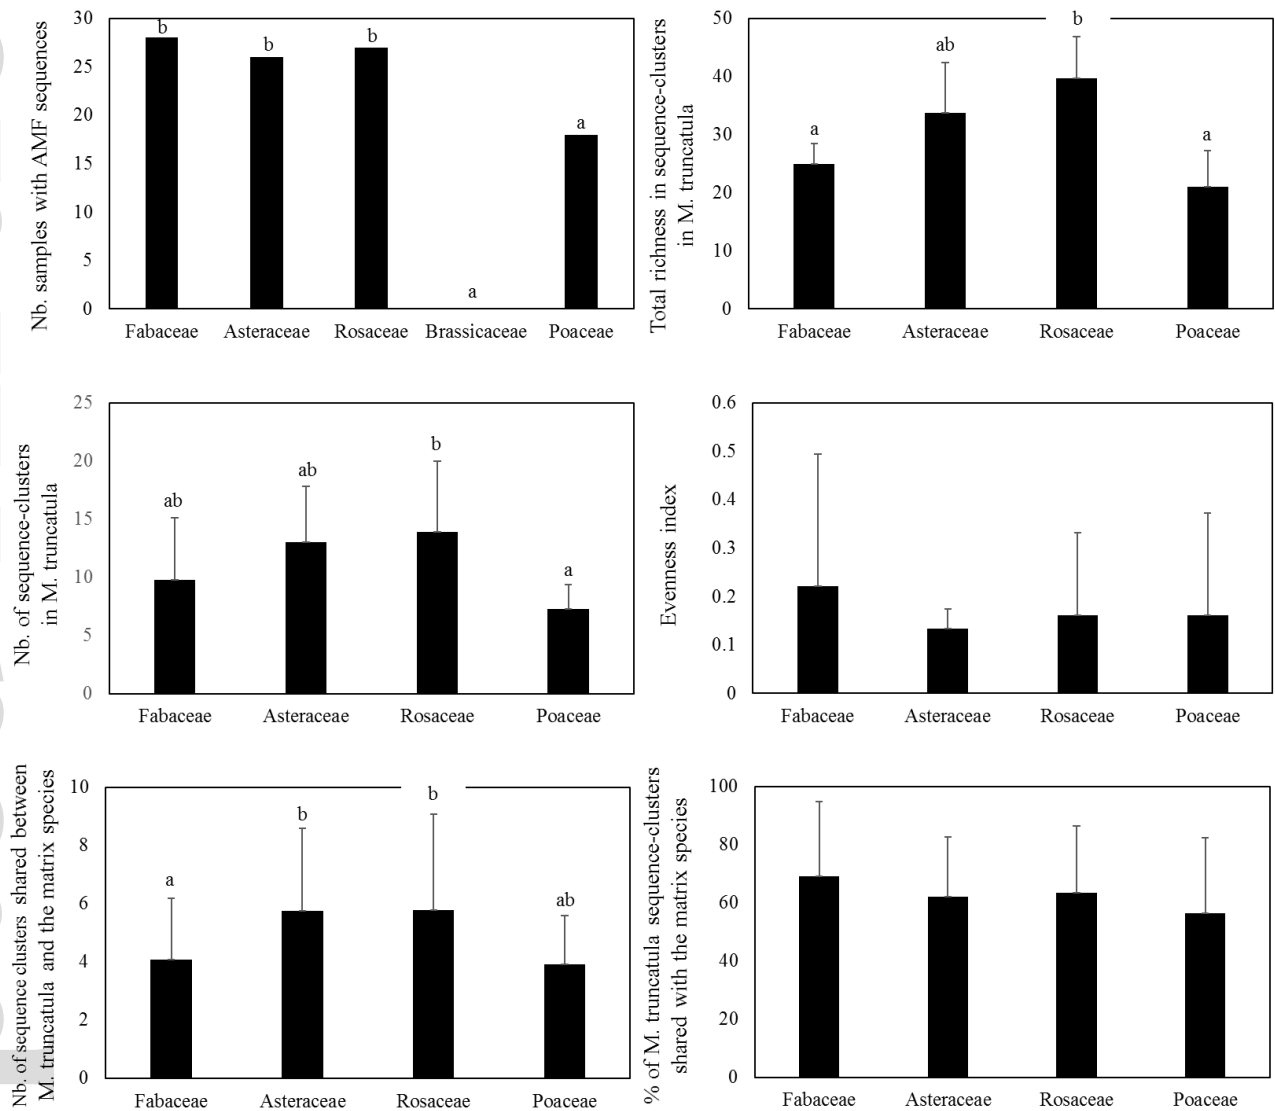 Nb. samples with AMF sequences
30
25
20
15
10
5
0
b
b
b
a
a
Fabaceae Asteraceae Rosaceae Brassicaceae Poaceae
Total richness in sequence-clusters
in M. truncatula
50
40
30
20
10
0
a
ab
b
a
Fabaceae Asteraceae Rosaceae Poaceae
Nb. of sequence-clusters
in M. truncatula
25
20
15
10
5
0
ab
ab
b
a
Fabaceae Asteraceae Rosaceae Poaceae
Evenness index
0.6
0.5
0.4
0.3
0.2
0.1
0
Fabaceae Asteraceae Rosaceae Poaceae
Nb. of sequence clusters shared between
M. truncatula and the matrix species
10
8
6
4
2
0
a
b
b
ab
Fabaceae Asteraceae Rosaceae Poaceae
% of M. truncatula sequence-clusters
shared with the matrix species
100
80
60
40
20
0
Fabaceae Asteraceae Rosaceae Poaceae